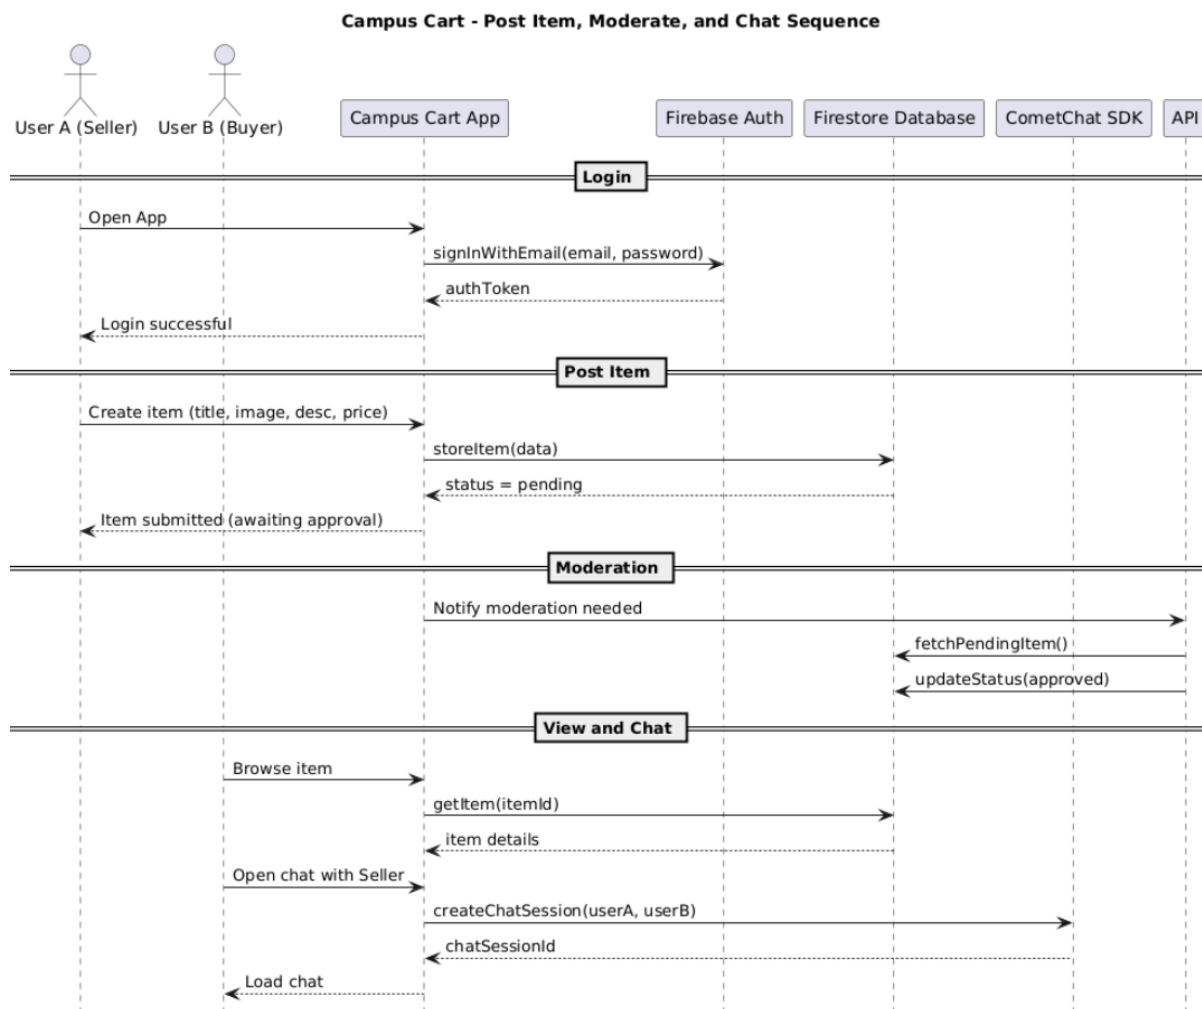 Campus Cart - Post Item, Moderate, and Chat Sequence
User A (Seller)
User B (Buyer)
Campus Cart App
Firebase Auth
Firestore Database
CometChat SDK
API
Login
Open App
signInWithEmail(email, password)
authToken
Login successful
Post Item
Create item (title, image, desc, price)
storeItem(data)
status = pending
Item submitted (awaiting approval)
Moderation
Notify moderation needed
fetchPendingItem()
updateStatus(approved)
View and Chat
Browse item
getItem(itemId)
item details
Open chat with Seller
createChatSession(userA, userB)
chatSessionId
Load chat